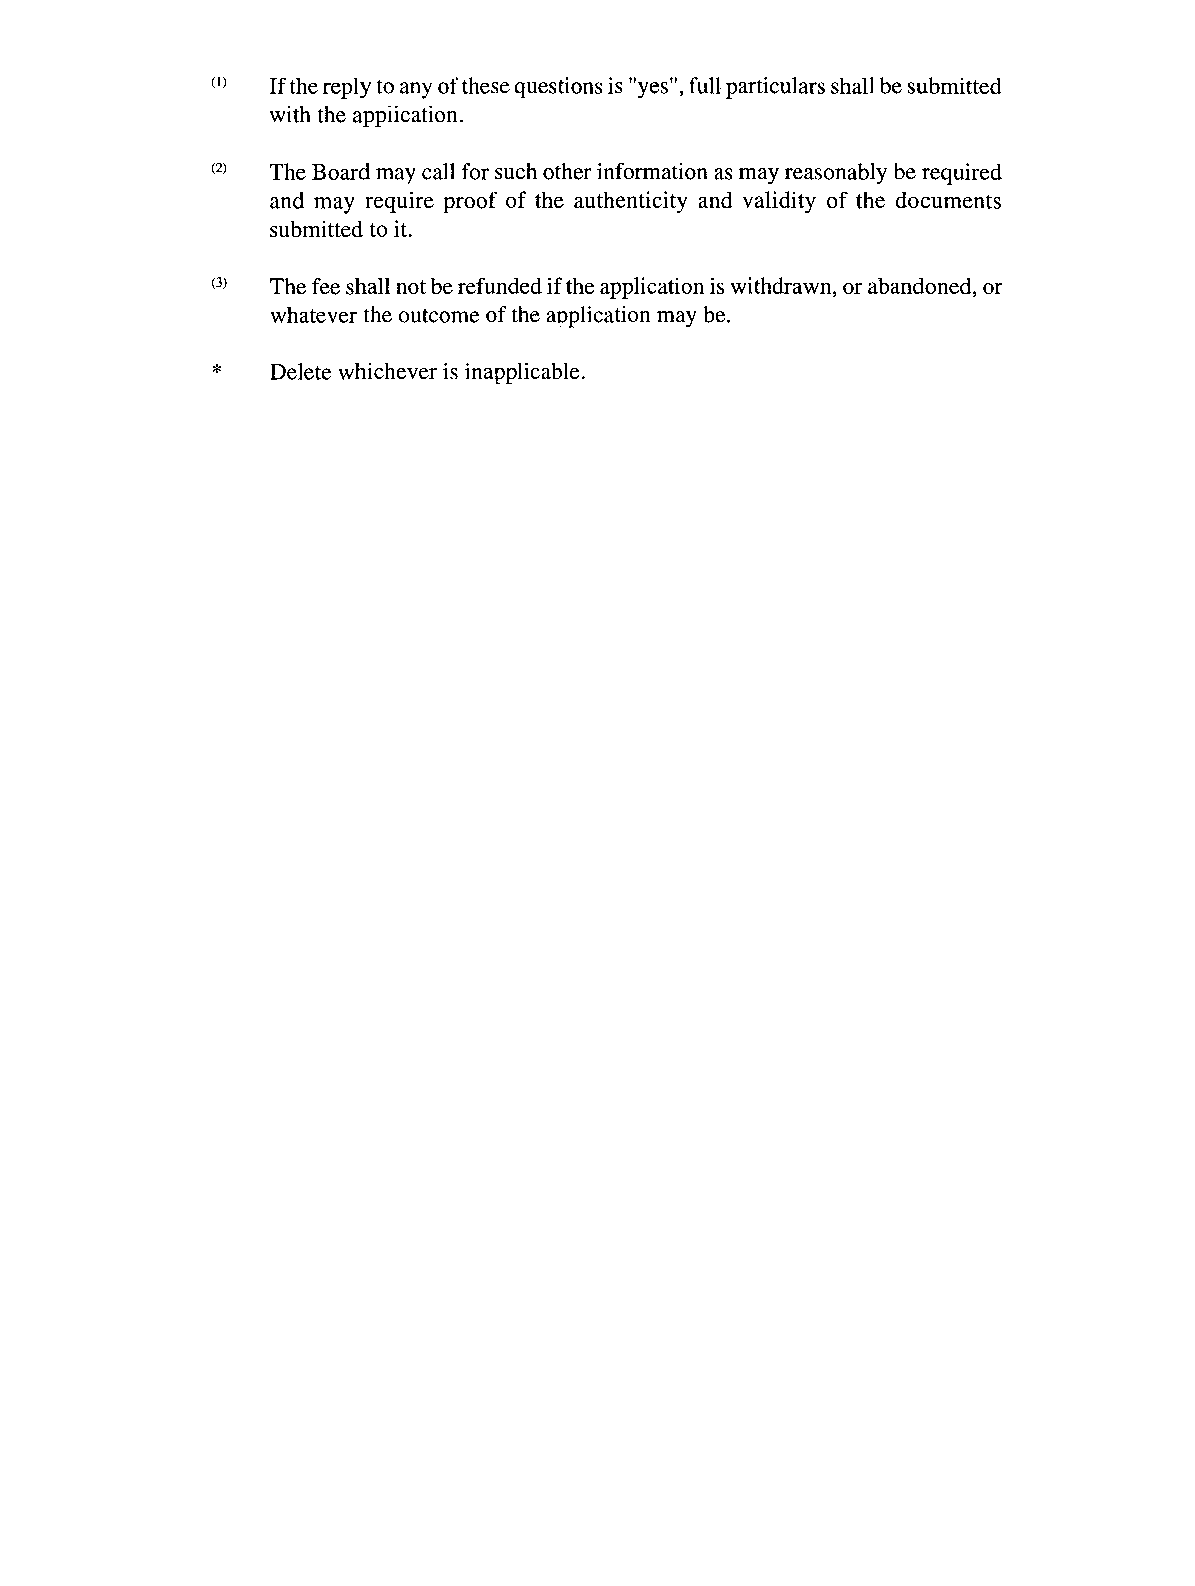 (1) If the reply to any of these questions is "yes", full particulars shall be submitted
with the application.
(2) The Board may call for such other information as may reasonably be required
and may require proof of the authenticity and validity of the documents
submitted to it.
(3) The fee shall not be refunded if the application is withdrawn, or abandoned, or
whatever the outcome of the application may be.
* Delete whichever is inapplicable.